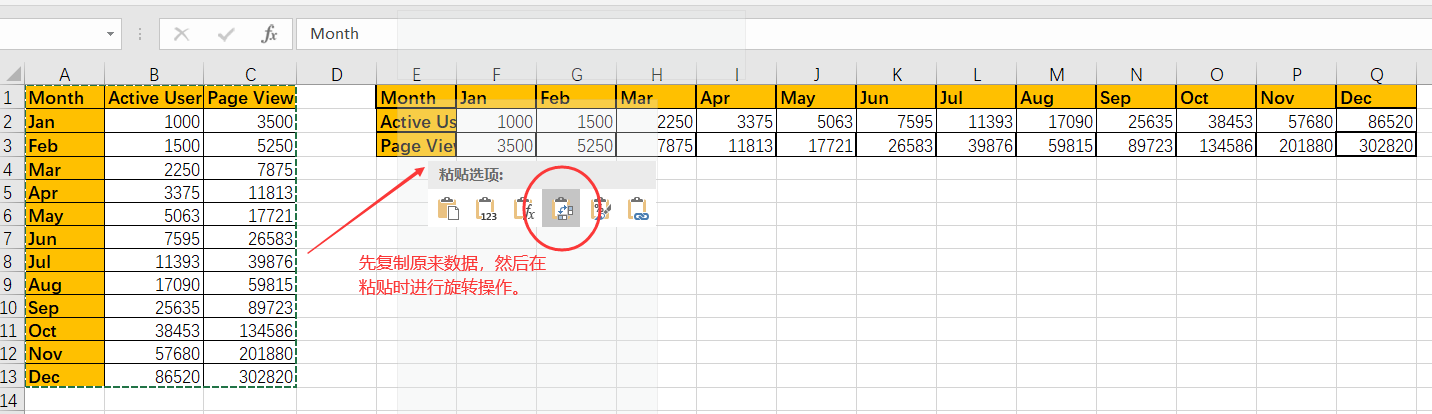 Month
A B C D E F G H I J K L M N O P Q
1 Month Active User Page View Month Jan Feb Mar Apr May Jun Jul Aug Sep Oct Nov Dec
2 Jan 1000 3500 Active Us 1000 1500 2250 3375 5063 7595 11393 17090 25635 38453 57680 86520
3 Feb 1500 5250 Page View 3500 5250 7875 11813 17721 26583 39876 59815 89723 134586 201880 302820
4 Mar 2250 7875
粘贴选项:
5 Apr 3375 11813
6 May 5063 17721
123 fx %
7 Jun 7595 26583
8 Jul 11393 39876
先复制原来数据，然后在
9 Aug 17090 59815
粘贴时进行旋转操作。
10 Sep 25635 89723
11 Oct 38453 134586
12 Nov 57680 201880
13 Dec 86520 302820
14